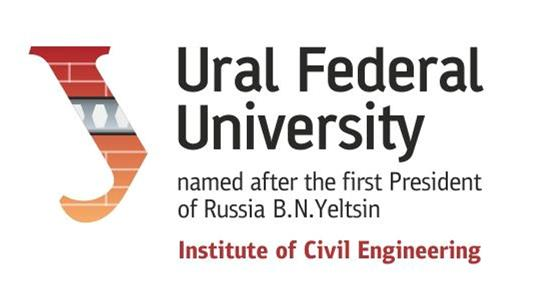 Ural Federal
University
named after the first President
of Russia B.N.Yeltsin
Institute of Civil Engineering